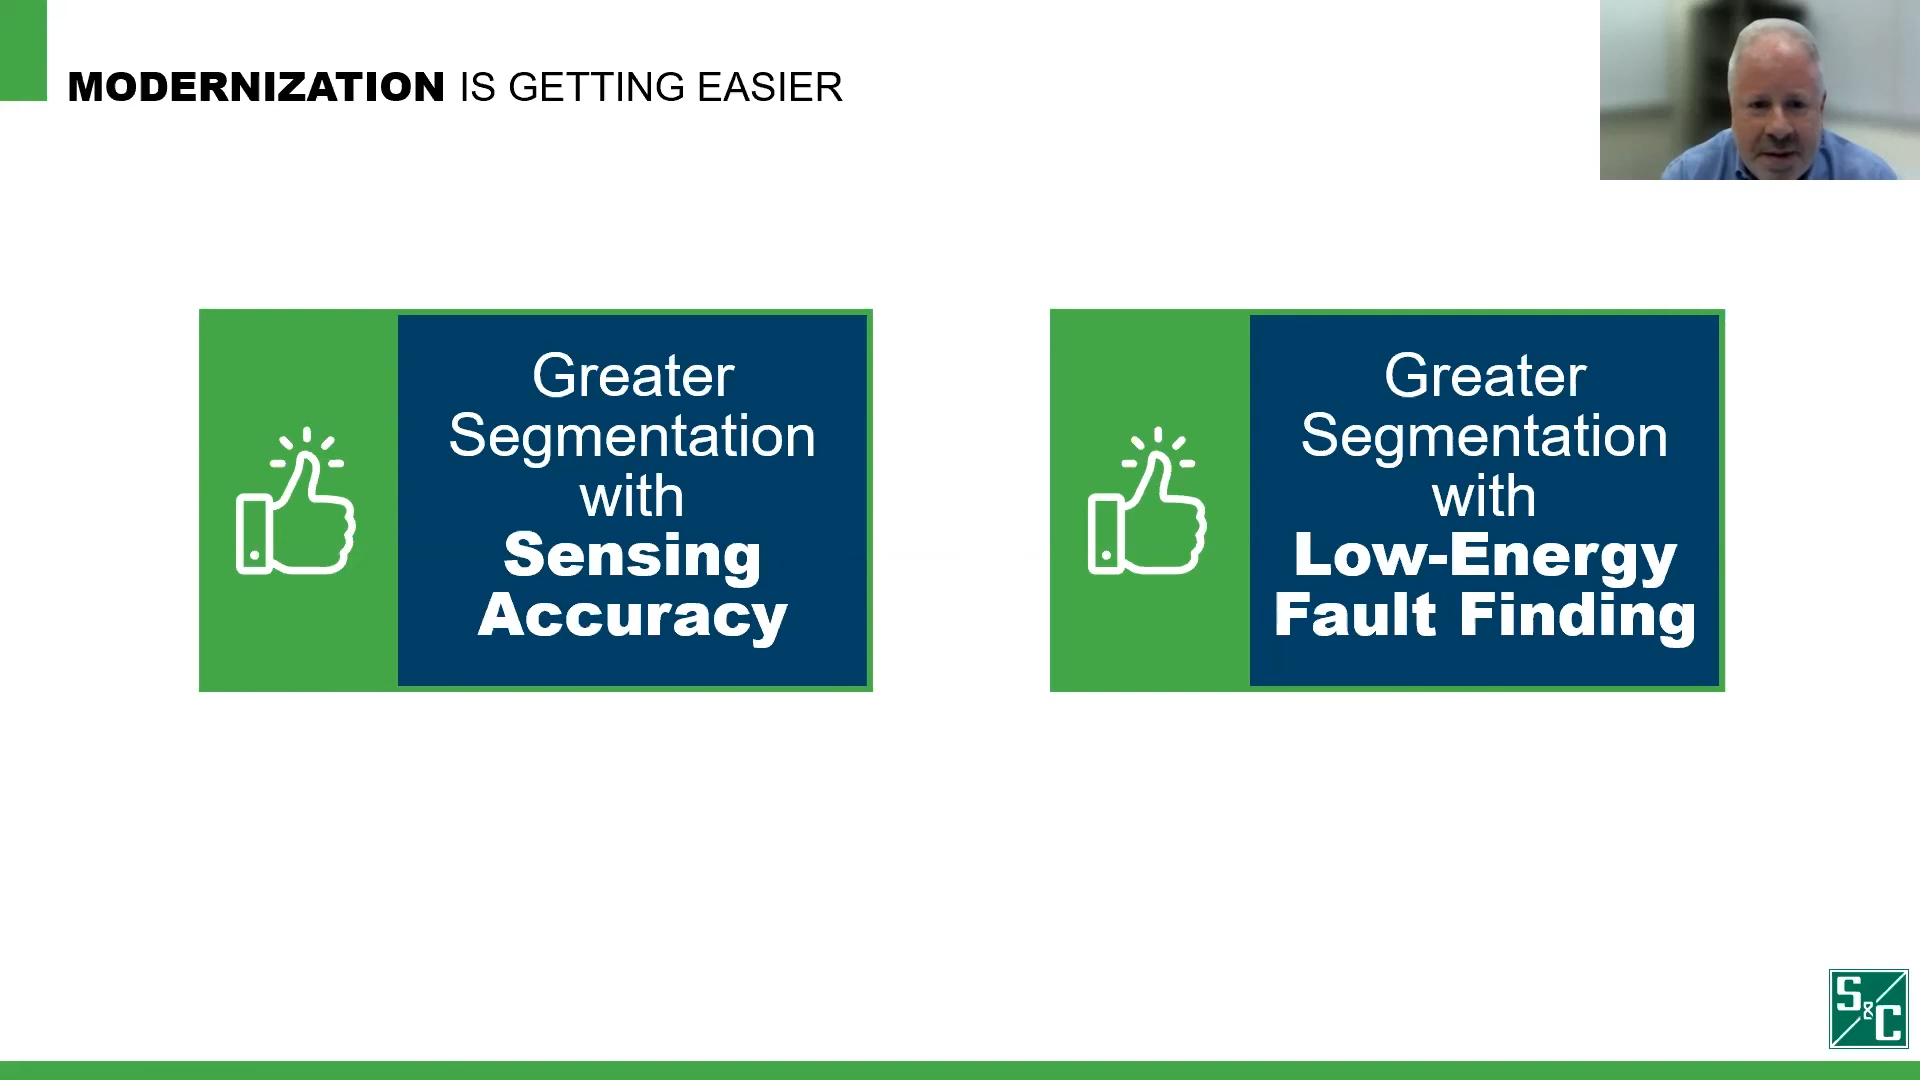 MODERNIZATION IS GETTING EASIER
Greater
Segmentation
with
Sensing
Accuracy
Greater
Segmentation
with
Low-Energy
Fault Finding
S&C